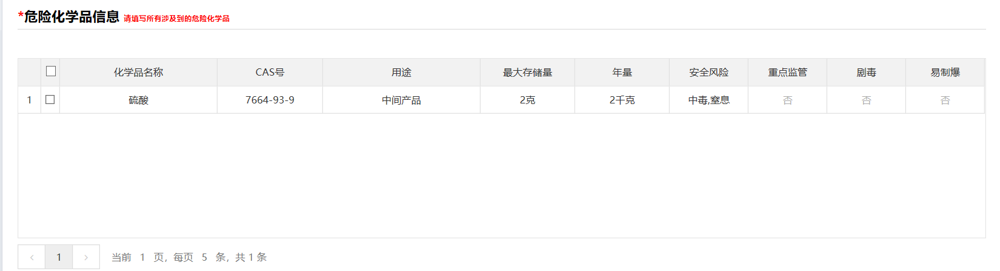 *危险化学品信息 请填写所有涉及到的危险化学品
化学品名称 CAS号 用途 最大存储量 年量 安全风险 重点监管 剧毒 易制爆
1 硫酸 7664-93-9 中间产品 2克 2千克 中毒,窒息 否 否 否
< 1 > 当前 1 页，每页 5 条，共 1 条